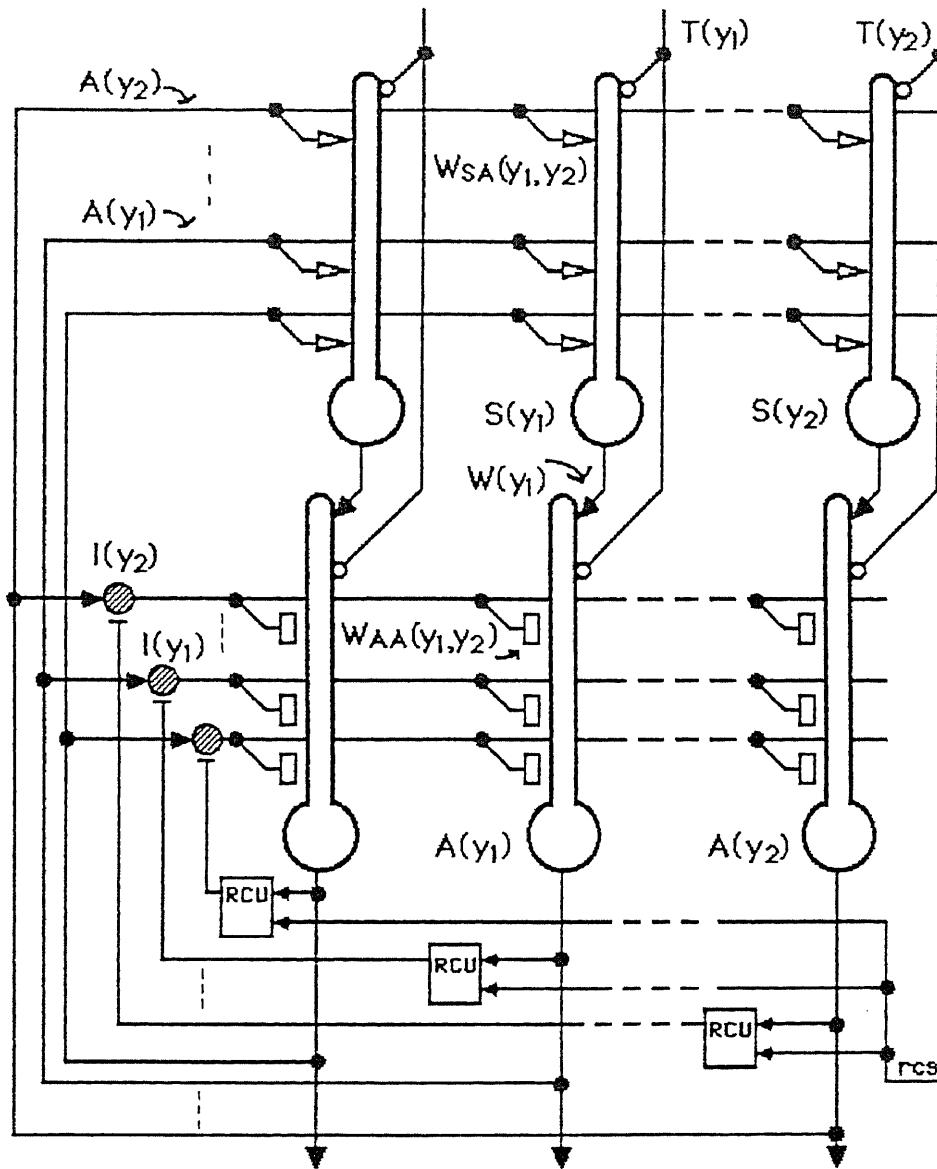 T(y1)
T(y2)
A(y2)
WSA(y1,y2)
A(y1)
S(y1)
S(y2)
W(y1)
I(y2)
WAA(y1,y2)
I(y1)
A(y1)
A(y2)
RCU
RCU
RCU
rcs